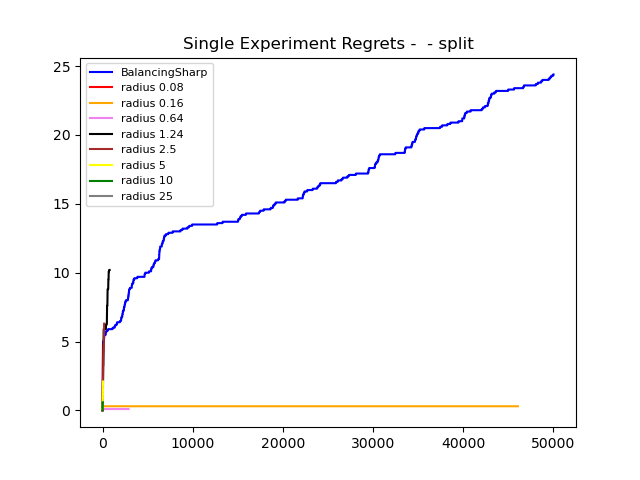 Single Experiment Regrets -  - split
BalancingSharp
radius 0.08
radius 0.16
radius 0.64
radius 1.24
radius 2.5
radius 5
radius 10
radius 25
25
20
15
10
5
0
0 10000 20000 30000 40000 50000